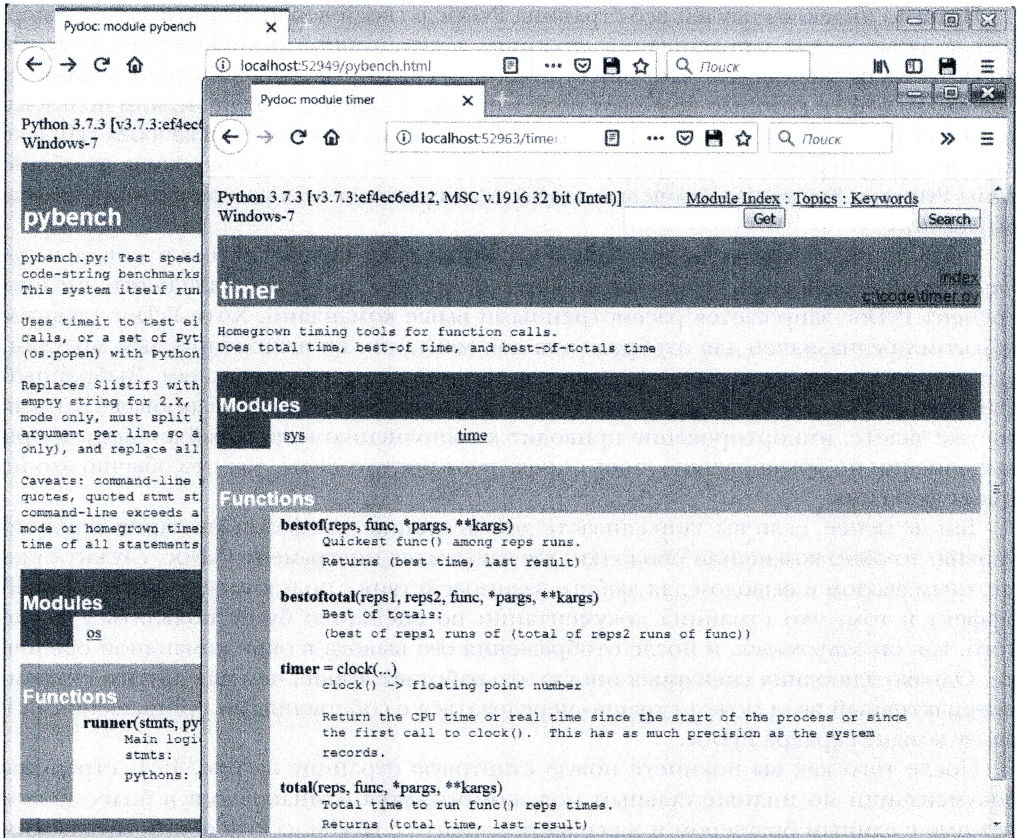 Pydoc: module pybench
localhost:52949/pybench.html
Поиск
Python 3.7.3 [v3.7.3:ef4ec
Windows-7
pybench
pybench.py: Test speed
code-string benchmarks
This system itself run
Uses timeit to test ei
calls, or a set of Pyt
(os.popen) with Python
Replaces $listif3 with
empty string for 2.X,
mode only, must split
argument per line so a
only), and replace all
Caveats: command-line
quotes, quoted stmt st
command-line exceeds a
mode or homegrown time
time of all statements
Modules
os
Functions
runner(stmts, py
Main logi
stmts:
pythons:
Pydoc: module timer
localhost:52963/timer
Поиск
Python 3.7.3 [v3.7.3:ef4ec6ed12, MSC v.1916 32 bit (Intel)]
Windows-7
Module Index : Topics : Keywords
Get
Search
timer
index
c:\code\timer.py
Homegrown timing tools for function calls.
Does total time, best-of time, and best-of-totals time
Modules
sys
time
Functions
bestof(reps, func, *pargs, **kargs)
Quickest func() among reps runs.
Returns (best time, last result)
bestoftotal(reps1, reps2, func, *pargs, **kargs)
Best of totals:
(best of reps1 runs of (total of reps2 runs of func))
timer = clock(...)
clock() -> floating point number
Return the CPU time or real time since the start of the process or since
the first call to clock(). This has as much precision as the system
records.
total(reps, func, *pargs, **kargs)
Total time to run func() reps times.
Returns (total time, last result)